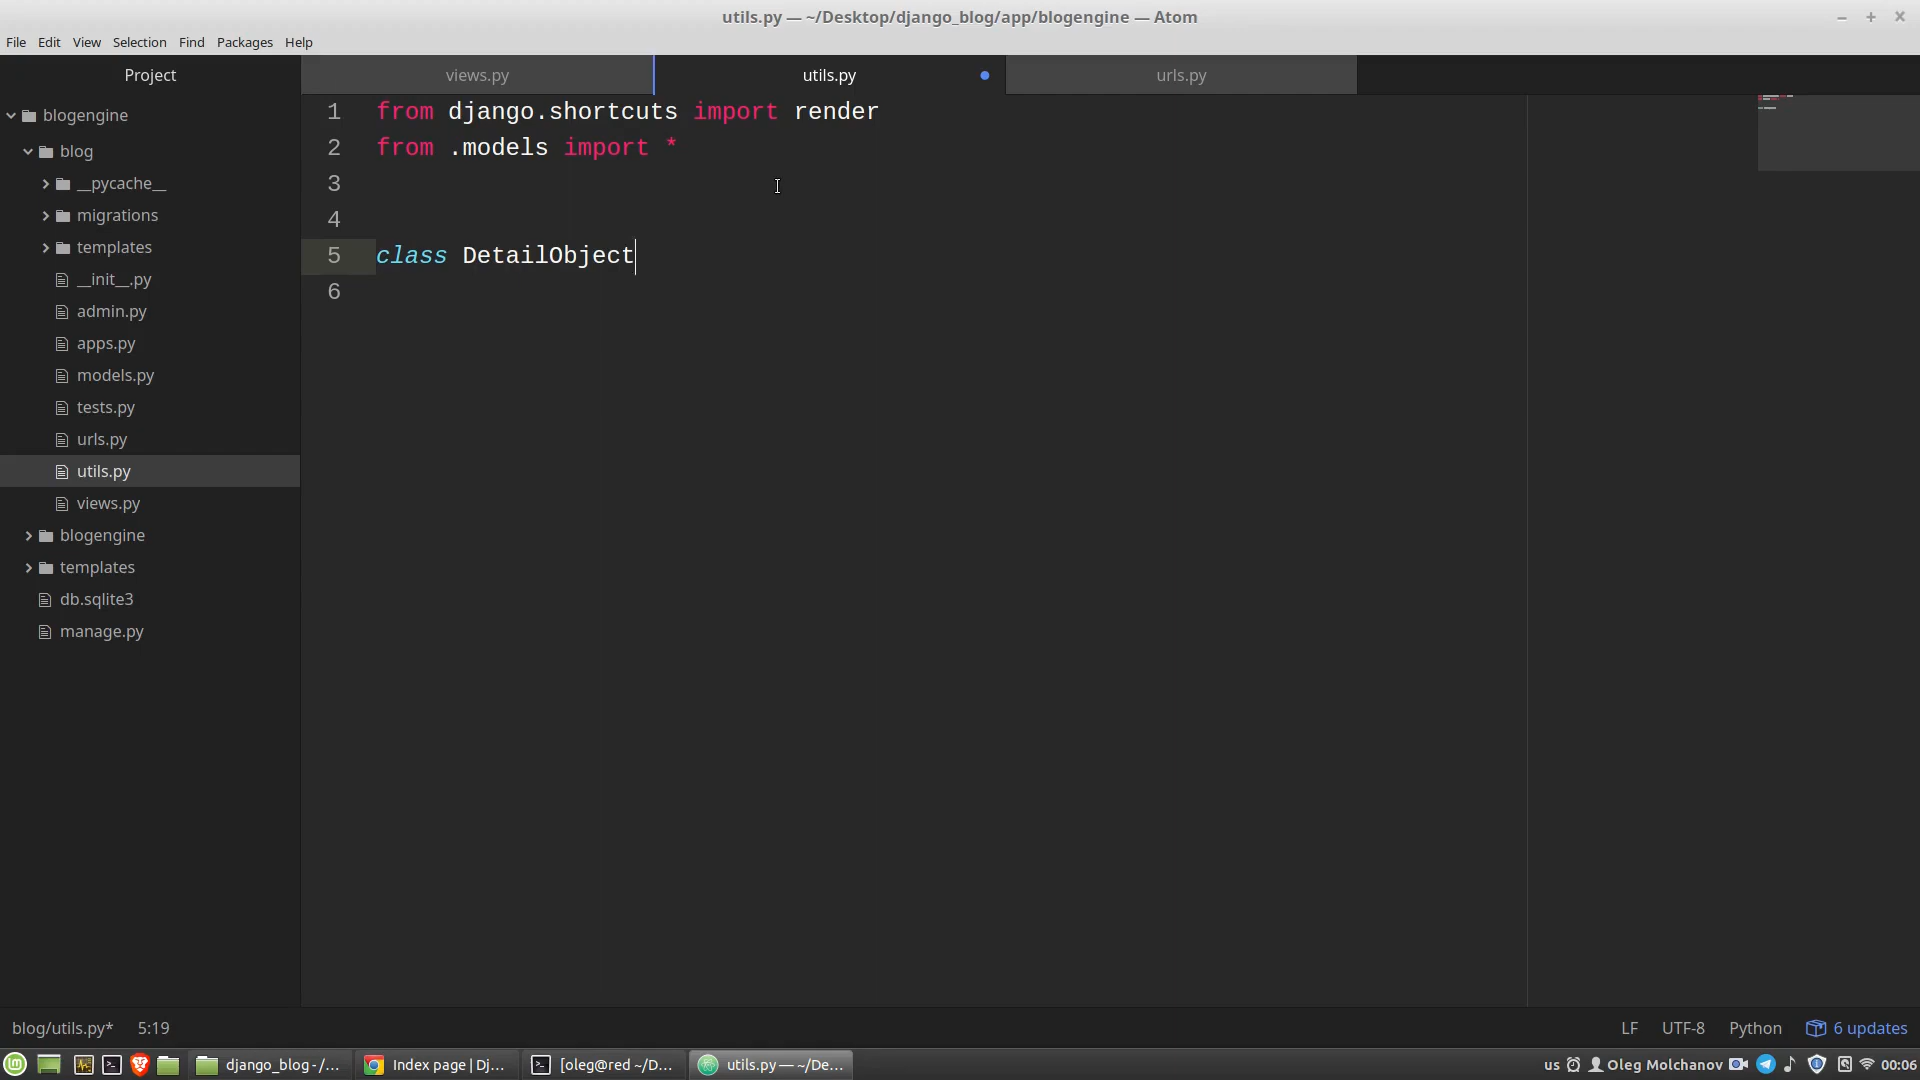 utils.py — ~/Desktop/django_blog/app/blogengine — Atom
File Edit View Selection Find Packages Help
Project
views.py
utils.py
urls.py
blogengine
blog
__pycache__
migrations
templates
__init__.py
admin.py
apps.py
models.py
tests.py
urls.py
utils.py
views.py
blogengine
templates
db.sqlite3
manage.py
1 from django.shortcuts import render
2 from .models import *
3
4
5 class DetailObject
6
blog/utils.py* 5:19
LF UTF-8 Python 6 updates
django_blog - /...
Index page | Dj...
[oleg@red ~/D...
utils.py — ~/De...
us Oleg Molchanov 00:06